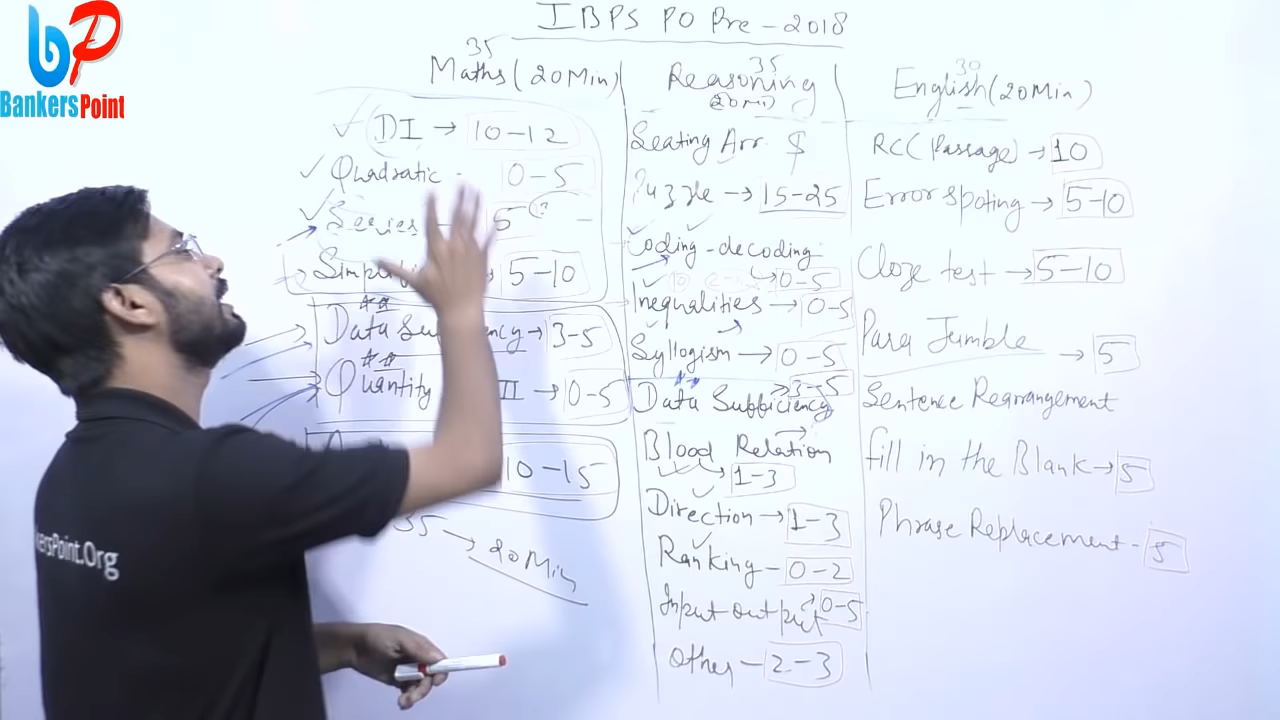 bp
BankersPoint
IBPS PO Pre - 2018
35
Maths (20 Min)
DI → 10-12
Quadratic - 0-5
Series 5
5-10
Data Sufficiency → 3-5
Quantity II → 0-5
10-15
35 → 20 Min
35
Reasoning
(20 Min)
Seating Arr. &
Puzzle → 15-25
Coding-decoding
0-5
Inequalities → 0-5
Syllogism → 0-5
3-5
Data Sufficiency
Blood Relation
1-3
Direction → 1-3
Ranking - 0-2
Input output → 0-5
Other - 2-3
30
English (20 Min)
RC (Passage) → 10
Error spoting → 5-10
Cloze test → 5-10
Para Jumble → 5
Sentence Rearrangement
Fill in the Blank → 5
Phrase Replacement - 5
kersPoint.Org